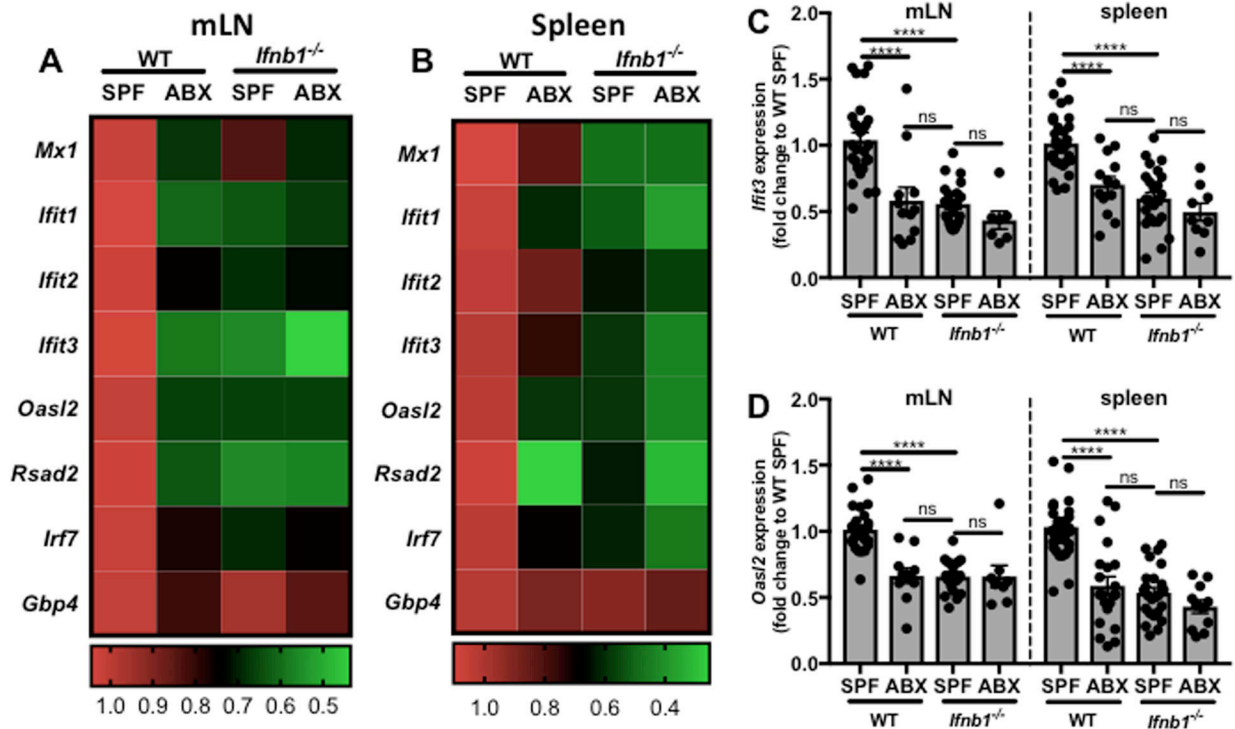 mLN
A
WT
Ifnb1-/-
SPF ABX SPF ABX
Mx1
Ifit1
Ifit2
Ifit3
Oasl2
Rsad2
Irf7
Gbp4
1.0 0.9 0.8 0.7 0.6 0.5
Spleen
B
WT
Ifnb1-/-
SPF ABX SPF ABX
Mx1
Ifit1
Ifit2
Ifit3
Oasl2
Rsad2
Irf7
Gbp4
1.0 0.8 0.6 0.4
C
mLN
spleen
Ifit3 expression
(fold change to WT SPF)
2.0
1.5
1.0
0.5
0.0
****
****
ns
ns
****
****
ns
ns
SPF ABX SPF ABX SPF ABX SPF ABX
WT Ifnb1-/- WT Ifnb1-/-
D
mLN
spleen
Oasl2 expression
(fold change to WT SPF)
2.0
1.5
1.0
0.5
0.0
****
****
ns
ns
****
****
ns
ns
SPF ABX SPF ABX SPF ABX SPF ABX
WT Ifnb1-/- WT Ifnb1-/-